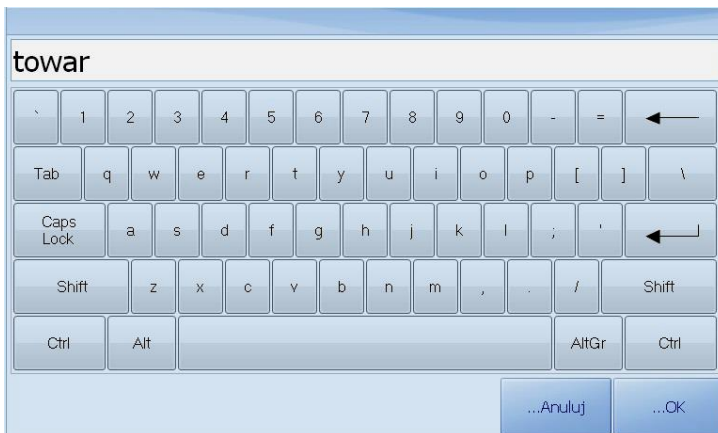 towar
` 1 2 3 4 5 6 7 8 9 0 - =
Tab q w e r t y u i o p [ ] \
Caps Lock a s d f g h j k l ; '
Shift z x c v b n m , . / Shift
Ctrl Alt AltGr Ctrl
...Anuluj ...OK